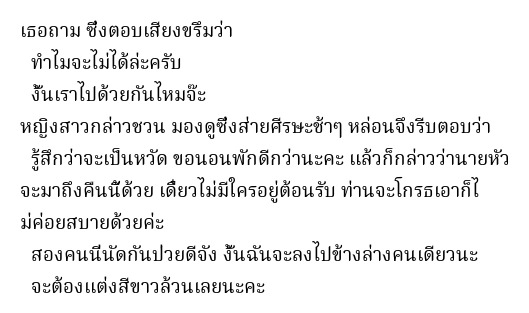 เธอถาม ซึ่งตอบเสียงขรึมว่า
ทำไมจะไม่ได้ล่ะครับ
งั้นเราไปด้วยกันไหมจ๊ะ
หญิงสาวกล่าวชวน มองดูซึ่งส่ายศีรษะช้าๆ หล่อนจึงรีบตอบว่า
รู้สึกว่าจะเป็นหวัด ขอนอนพักดีกว่านะคะ แล้วก็กล่าวว่านายหัว
จะมาถึงคืนนี้ด้วย เดี๋ยวไม่มีใครอยู่ต้อนรับ ท่านจะโกรธเอาก็ไ
ม่ค่อยสบายด้วยค่ะ
สองคนนีนัดกันป่วยดีจัง งั้นฉันจะลงไปข้างล่างคนเดียวนะ
จะต้องแต่งสีขาวล้วนเลยนะคะ